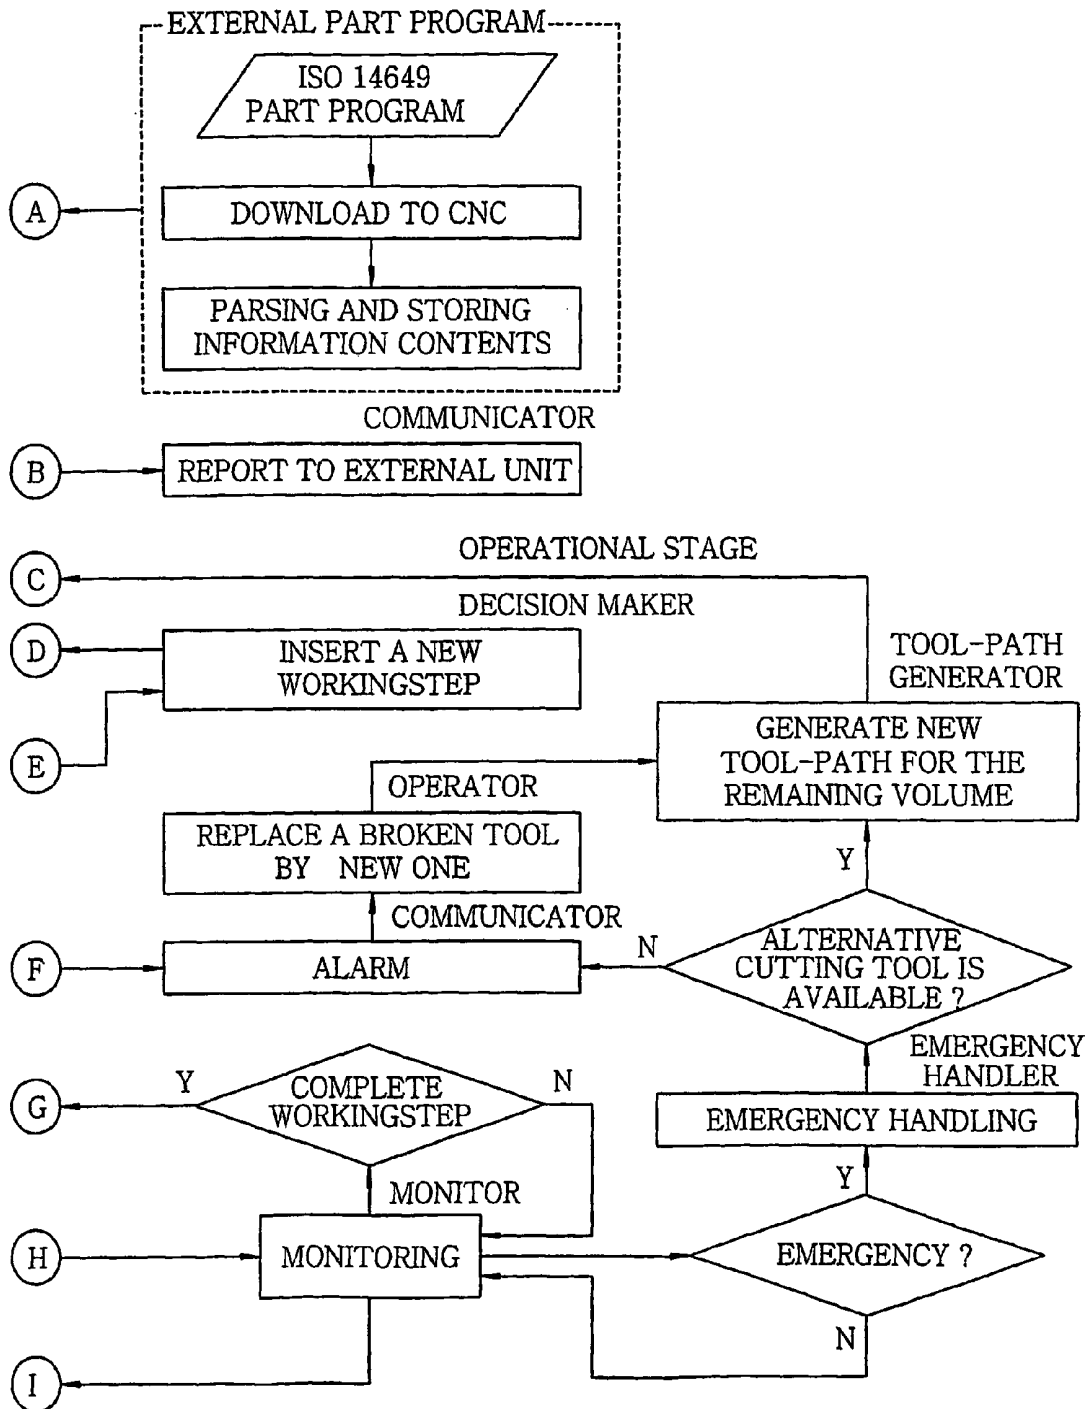 EXTERNAL PART PROGRAM
ISO 14649
PART PROGRAM
A
DOWNLOAD TO CNC
PARSING AND STORING
INFORMATION CONTENTS
COMMUNICATOR
B
REPORT TO EXTERNAL UNIT
OPERATIONAL STAGE
C
DECISION MAKER
D
INSERT A NEW
WORKINGSTEP
E
TOOL-PATH
GENERATOR
GENERATE NEW
TOOL-PATH FOR THE
REMAINING VOLUME
OPERATOR
REPLACE A BROKEN TOOL
BY NEW ONE
Y
COMMUNICATOR
F
ALARM
N
ALTERNATIVE
CUTTING TOOL IS
AVAILABLE ?
EMERGENCY
HANDLER
G
Y
COMPLETE
WORKINGSTEP
N
EMERGENCY HANDLING
Y
MONITOR
H
MONITORING
EMERGENCY ?
N
I